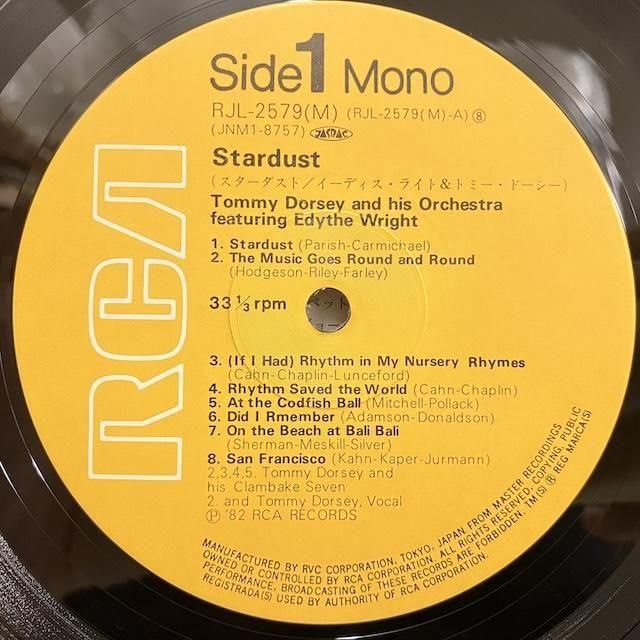 Side 1 Mono
RJL-2579(M) (RJL-2579(M)-A)⑧
(JNM1-8757) JASRAC
Stardust
(スターダスト/イーディス・ライト&トミー・ドーシー)
Tommy Dorsey and his Orchestra
featuring Edythe Wright
1. Stardust (Parish-Carmichael)
2. The Music Goes Round and Round
(Hodgeson-Riley-Farley)
33 1/3 rpm
3. (If I Had) Rhythm in My Nursery Rhymes
(Cahn-Chaplin-Lunceford)
4. Rhythm Saved the World (Cahn-Chaplin)
5. At the Codfish Ball (Mitchell-Pollack)
6. Did I Rmember (Adamson-Donaldson)
7. On the Beach at Bali Bali
(Sherman-Meskill-Silver)
8. San Francisco (Kahn-Kaper-Jurmann)
2,3,4,5. Tommy Dorsey and
his Clambake Seven
2. and Tommy Dorsey, Vocal
Ⓟ '82 RCA RECORDS
RCA
MANUFACTURED BY RVC CORPORATION, TOKYO, JAPAN, FROM MASTER RECORDINGS
OWNED OR CONTROLLED BY RCA CORPORATION. ALL RIGHTS RESERVED, COPYING, PUBLIC
PERFORMANCE, BROADCASTING OF THESE RECORDS ARE FORBIDDEN. TM(S) ® REG MARCA(S)
REGISTRADA(S) USED BY AUTHORITY OF RCA CORPORATION.